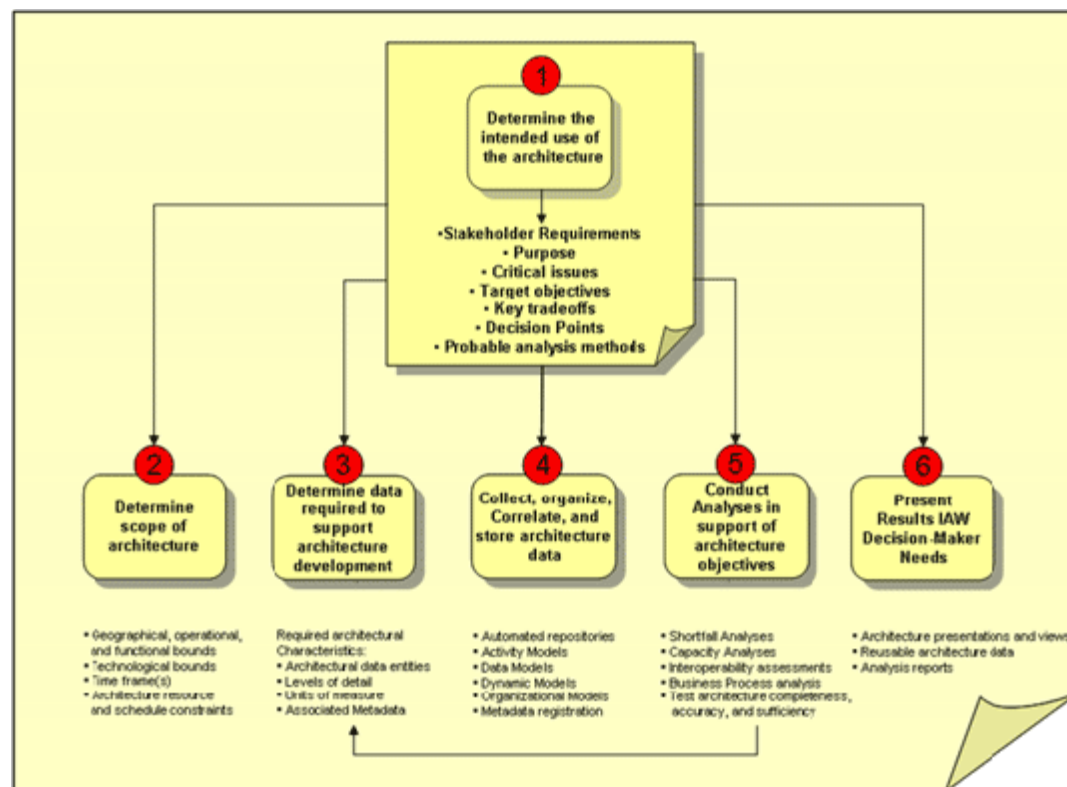 1
Determine the
intended use of
the architecture
•Stakeholder Requirements
• Purpose
• Critical issues
• Target objectives
• Key tradeoffs
• Decision Points
• Probable analysis methods
2
Determine
scope of
architecture
• Geographical, operational,
and functional bounds
• Technological bounds
• Time frame(s)
• Architecture resource
and schedule constraints
3
Determine data
required to
support
architecture
development
Required architectural
Characteristics:
• Architectural data entities
• Levels of detail
• Units of measure
• Associated Metadata
4
Collect, organize,
Correlate, and
store architecture
data
• Automated repositories
• Activity Models
• Data Models
• Dynamic Models
• Organizational Models
• Metadata registration
5
Conduct
Analyses in
support of
architecture
objectives
• Shortfall Analyses
• Capacity Analyses
• Interoperability assessments
• Business Process analysis
• Test architecture completeness,
accuracy, and sufficiency
6
Present
Results IAW
Decision-Maker
Needs
• Architecture presentations and views
• Reusable architecture data
• Analysis reports